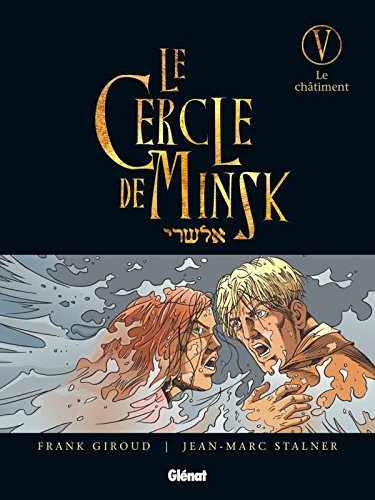 V
Le
châtiment
LE
CERCLE
DE MINSK
אלשרי
FRANK GIROUD | JEAN-MARC STALNER
Glénat